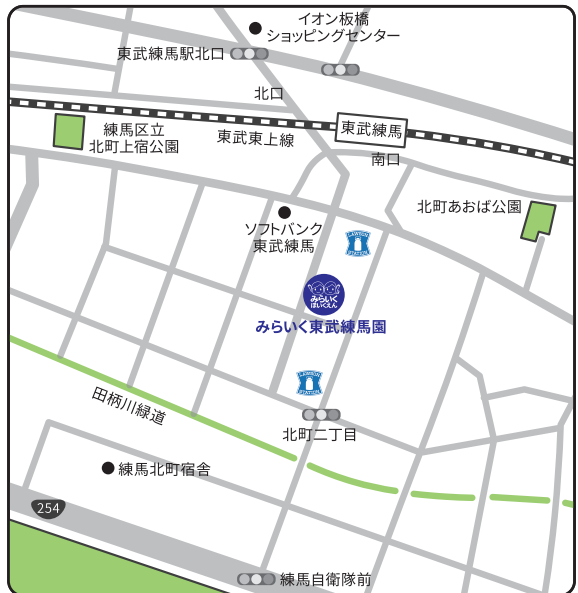 イオン板橋
ショッピングセンター
東武練馬駅北口
北口
練馬区立
北町上宿公園
東武東上線
東武練馬
南口
北町あおば公園
ソフトバンク
東武練馬
LAWSON
STATION
みらいく
ほいくえん
みらいく東武練馬園
LAWSON
STATION
田柄川緑道
北町二丁目
練馬北町宿舎
254
練馬自衛隊前